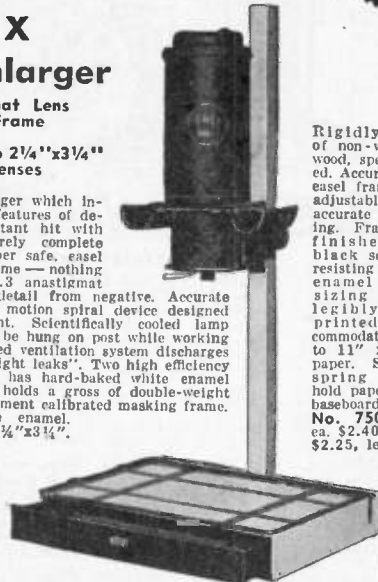 X
nlarger
at Lens
Frame
2¼"x3¼"
enses
ger which in-
eatures of de-
tant hit with
rely complete
per safe, easel
me — nothing
.3 anastigmat
detail from negative. Accurate
motion spiral device designed
nt. Scientifically cooled lamp
be hung on post while working
ed ventilation system discharges
ght leaks". Two high efficiency
has hard-baked white enamel
holds a gross of double-weight
ment calibrated masking frame.
enamel.
¼"x3¼".
Rigidly
of non-w
wood, spe
ed. Accur
easel fra
adjustabl
accurate
ing. Fra
finishe
black s
resisting
enamel
sizing
legibly
printed
commodat
to 11" x
paper. S
spring
hold pape
baseboard
No. 750
ea. $2.40
$2.25, le